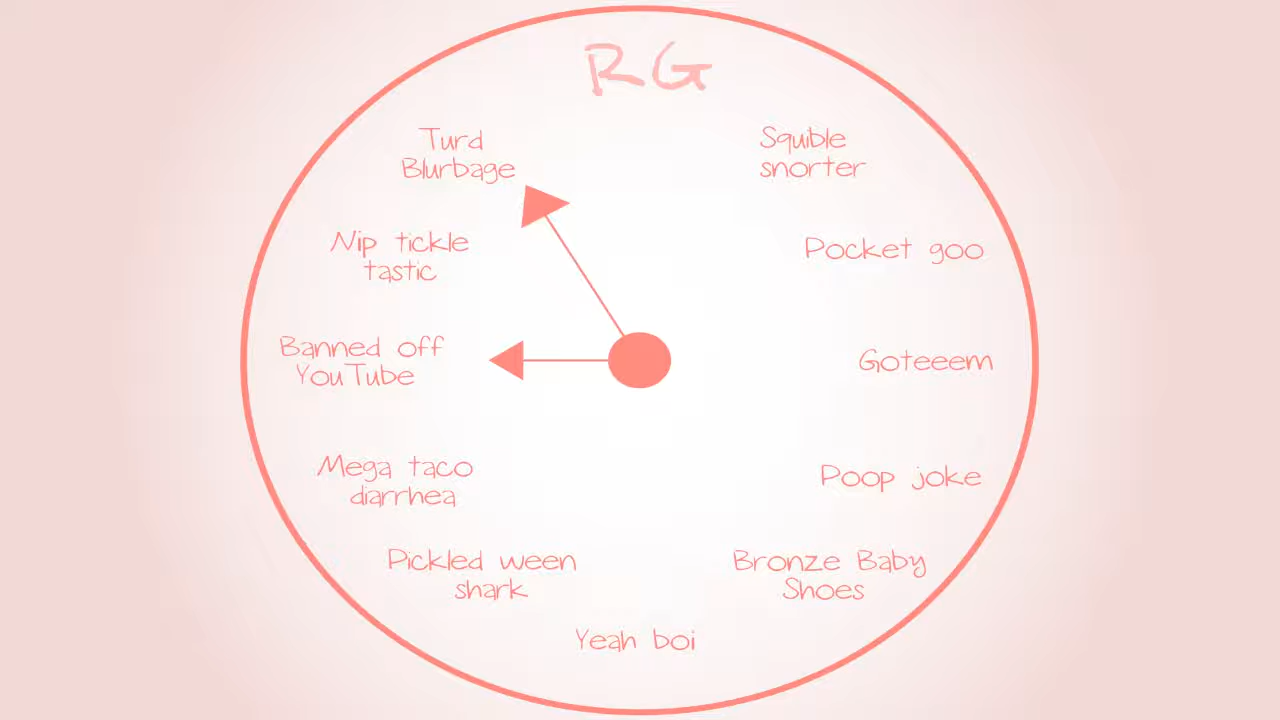 RG
Turd
Blurbage
Squible
snorter
Nip tickle
tastic
Pocket goo
Banned off
YouTube
Goteeem
Mega taco
diarrhea
Poop joke
Pickled ween
shark
Bronze Baby
Shoes
Yeah boi